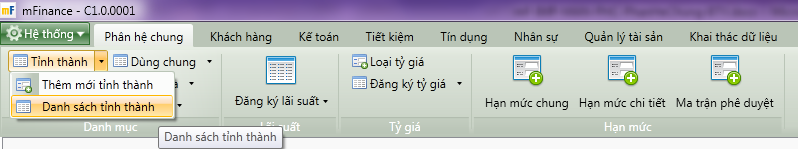 mFinance - C1.0.0001
Hệ thống Phân hệ chung Khách hàng Kế toán Tiết kiệm Tín dụng Nhân sự Quản lý tài sản Khai thác dữ liệu
Tỉnh thành Dùng chung Loại tỷ giá
Thêm mới tỉnh thành Đăng ký tỷ giá
Danh sách tỉnh thành Đăng ký lãi suất Hạn mức chung Hạn mức chi tiết Ma trận phê duyệt
Danh mục Lãi suất Tỷ giá Hạn mức
Danh sách tỉnh thành